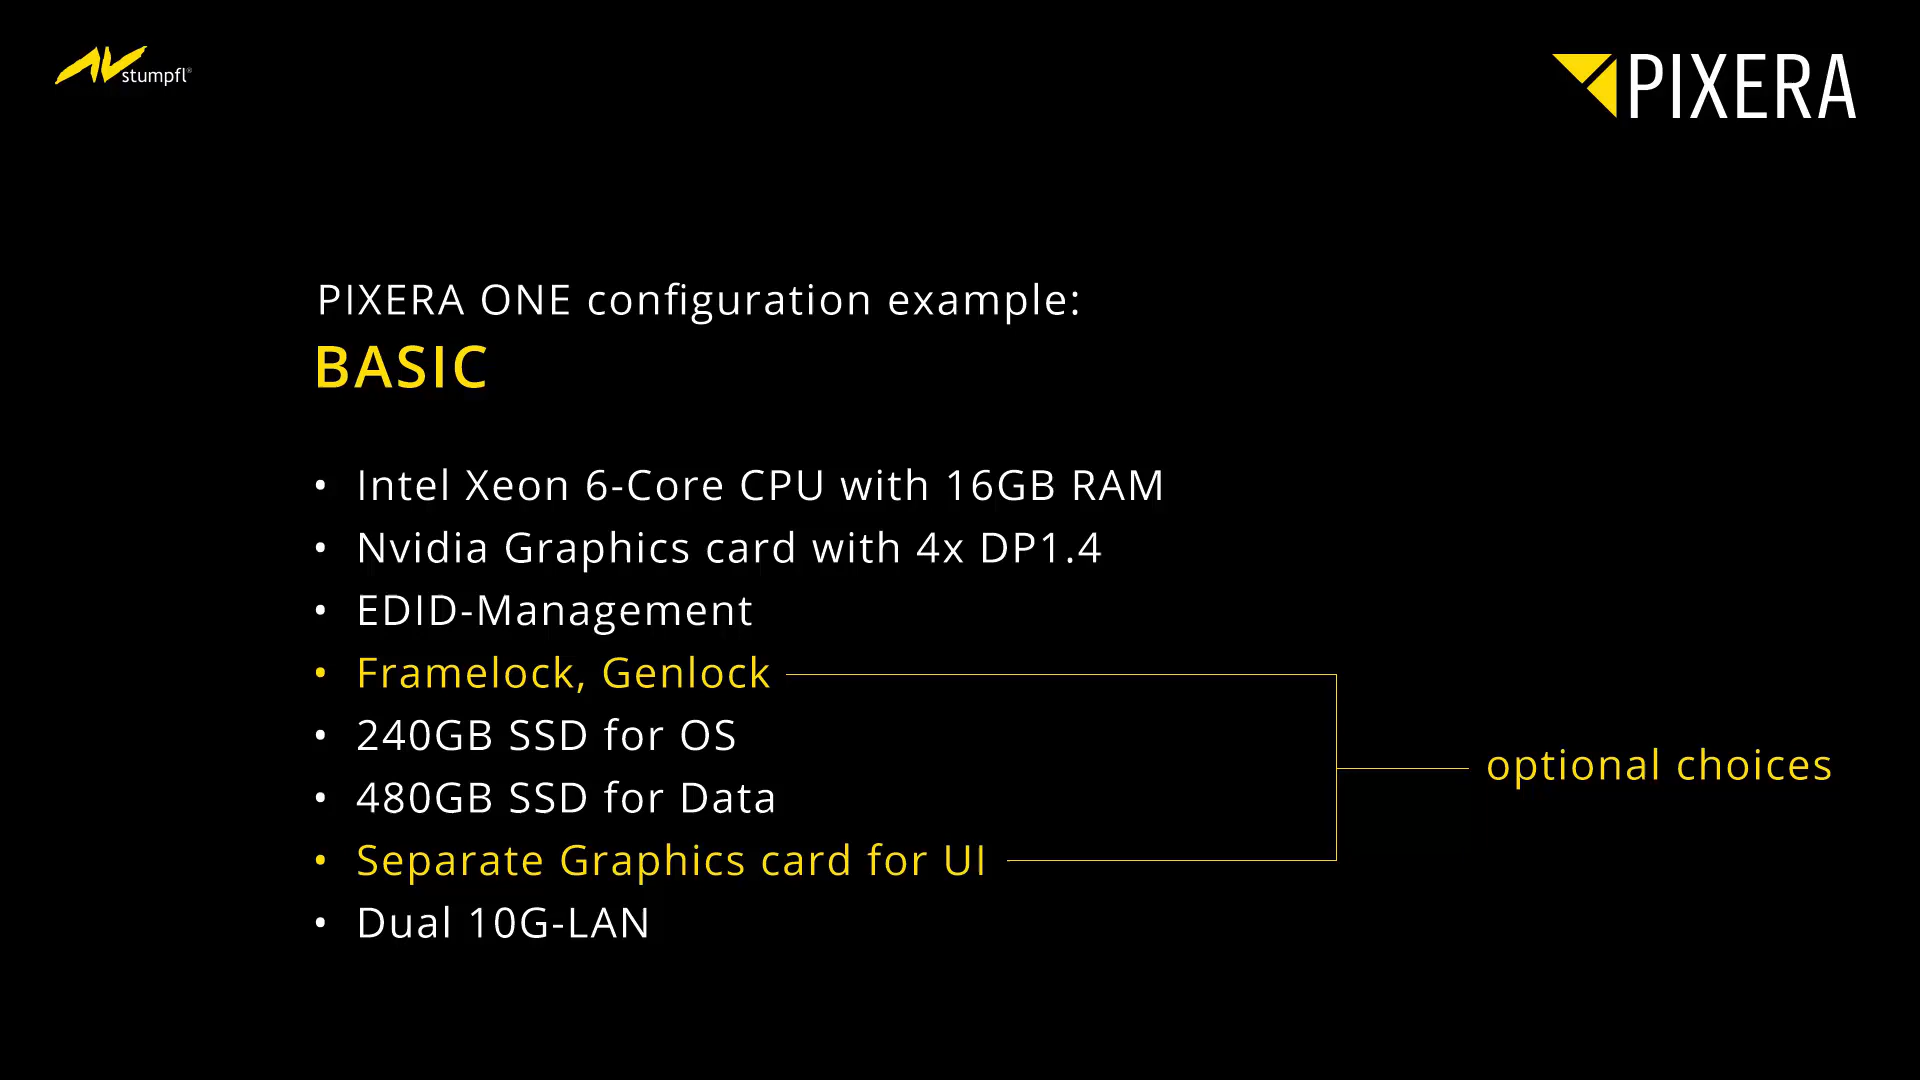 AV stumpfl®
PIXERA
PIXERA ONE configuration example:
BASIC
• Intel Xeon 6-Core CPU with 16GB RAM
• Nvidia Graphics card with 4x DP1.4
• EDID-Management
• Framelock, Genlock
• 240GB SSD for OS
optional choices
• 480GB SSD for Data
• Separate Graphics card for UI
• Dual 10G-LAN